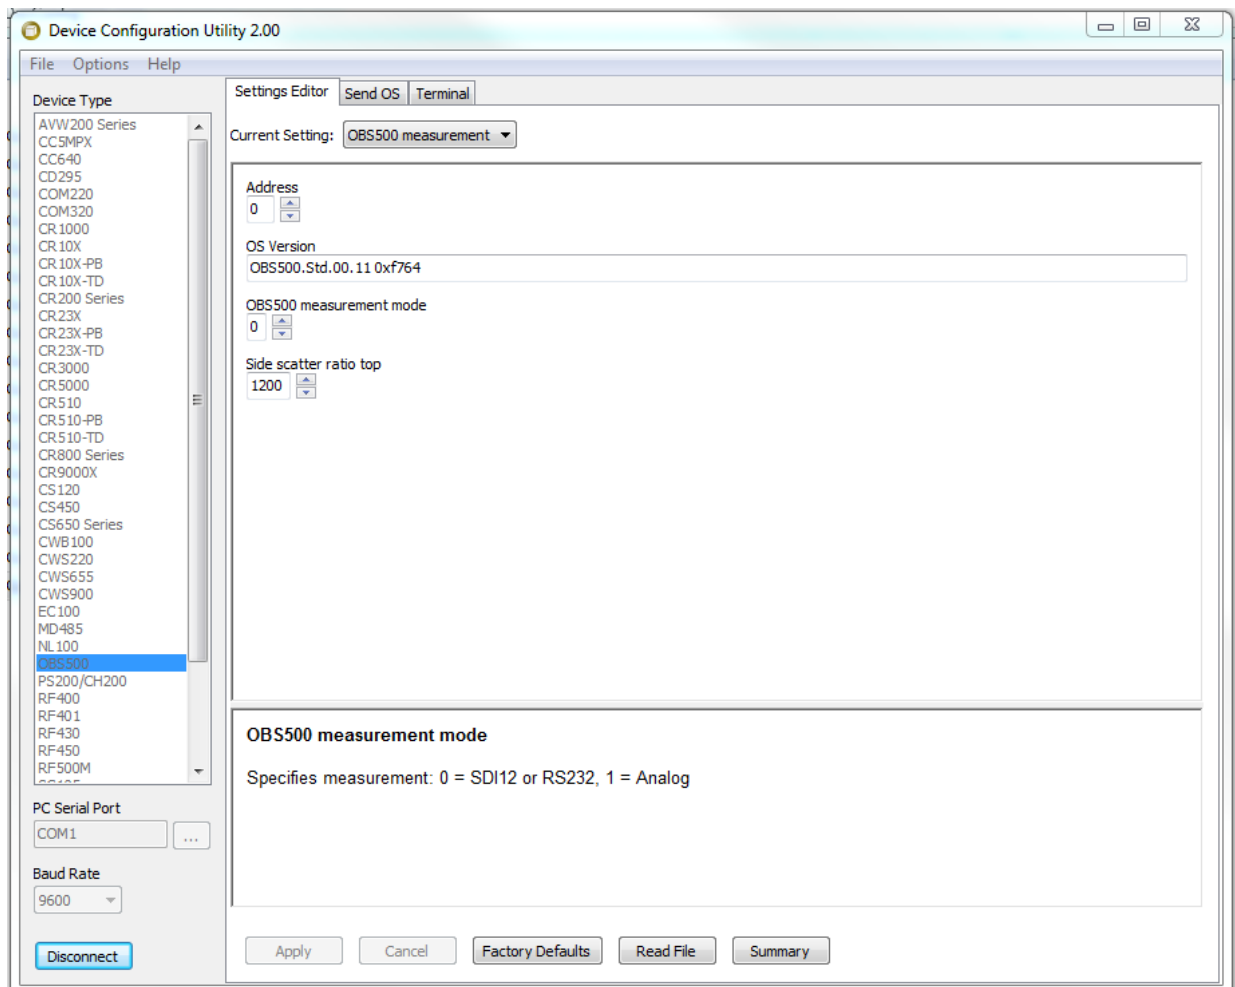 Device Configuration Utility 2.00
File Options Help
Device Type
AVW200 Series
CC5MPX
CC640
CD295
COM220
COM320
CR1000
CR10X
CR10X-PB
CR10X-TD
CR200 Series
CR23X
CR23X-PB
CR23X-TD
CR3000
CR5000
CR510
CR510-PB
CR510-TD
CR800 Series
CR9000X
CS120
CS450
CS650 Series
CWB100
CWS220
CWS655
CWS900
EC100
MD485
NL100
OBS500
PS200/CH200
RF400
RF401
RF430
RF450
RF500M
PC Serial Port
COM1
...
Baud Rate
9600
Disconnect
Settings Editor Send OS Terminal
Current Setting: OBS500 measurement
Address
0
OS Version
OBS500.Std.00.11 0xf764
OBS500 measurement mode
0
Side scatter ratio top
1200
OBS500 measurement mode
Specifies measurement: 0 = SDI12 or RS232, 1 = Analog
Apply Cancel Factory Defaults Read File Summary